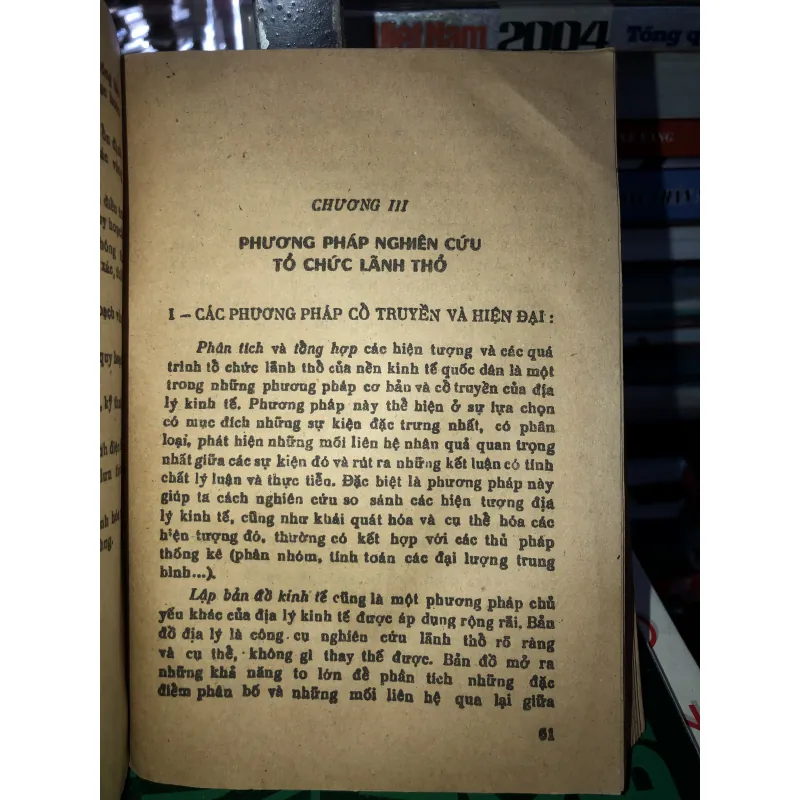 Việt Nam 2004 Tổng
CHƯƠNG III
PHƯƠNG PHÁP NGHIÊN CỨU
TỔ CHỨC LÃNH THỔ
I – CÁC PHƯƠNG PHÁP CỔ TRUYỀN VÀ HIỆN ĐẠI :
Phân tích và tổng hợp các hiện tượng và các quá
trình tổ chức lãnh thổ của nền kinh tế quốc dân là một
trong những phương pháp cơ bản và cổ truyền của địa
lý kinh tế. Phương pháp này thể hiện ở sự lựa chọn
có mục đích những sự kiện đặc trưng nhất, có phân
loại, phát hiện những mối liên hệ nhân quả quan trọng
nhất giữa các sự kiện đó và rút ra những kết luận có tính
chất lý luận và thực tiễn. Đặc biệt là phương pháp này
giúp ta cách nghiên cứu so sánh các hiện tượng địa
lý kinh tế, cũng như khái quát hóa và cụ thể hóa các
hiện tượng đó, thường có kết hợp với các thủ pháp
thống kê (phân nhóm, tính toán các đại lượng trung
bình...).
Lập bản đồ kinh tế cũng là một phương pháp chủ
yếu khác của địa lý kinh tế được áp dụng rộng rãi. Bản
đồ địa lý là công cụ nghiên cứu lãnh thổ rõ ràng
và cụ thể, không gì thay thế được. Bản đồ mở ra
những khả năng to lớn để phân tích những đặc
điểm phân bố và những mối liên hệ qua lại giữa
61